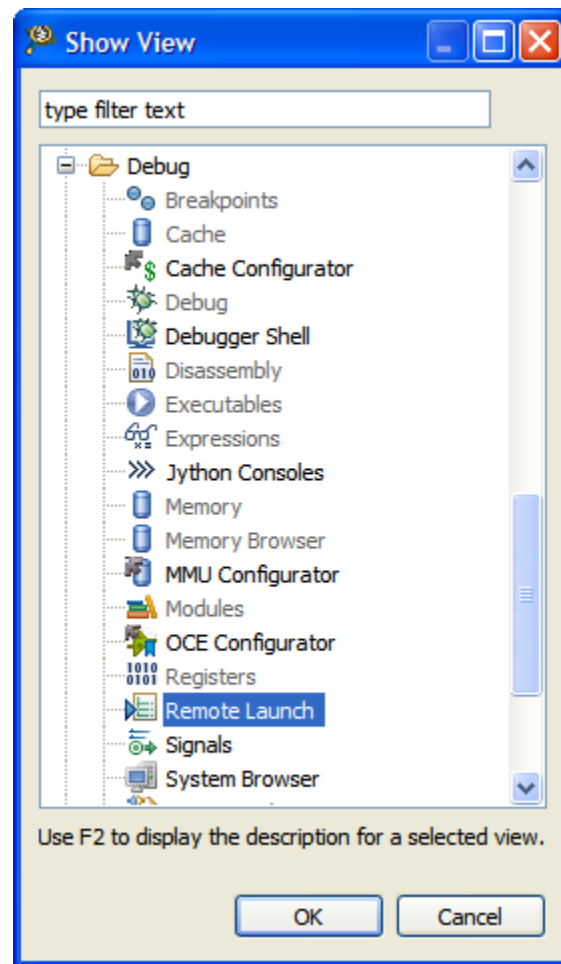 Show View
type filter text
Debug
Breakpoints
Cache
Cache Configurator
Debug
Debugger Shell
Disassembly
Executables
Expressions
Jython Consoles
Memory
Memory Browser
MMU Configurator
Modules
OCE Configurator
Registers
Remote Launch
Signals
System Browser
Use F2 to display the description for a selected view.
OK Cancel